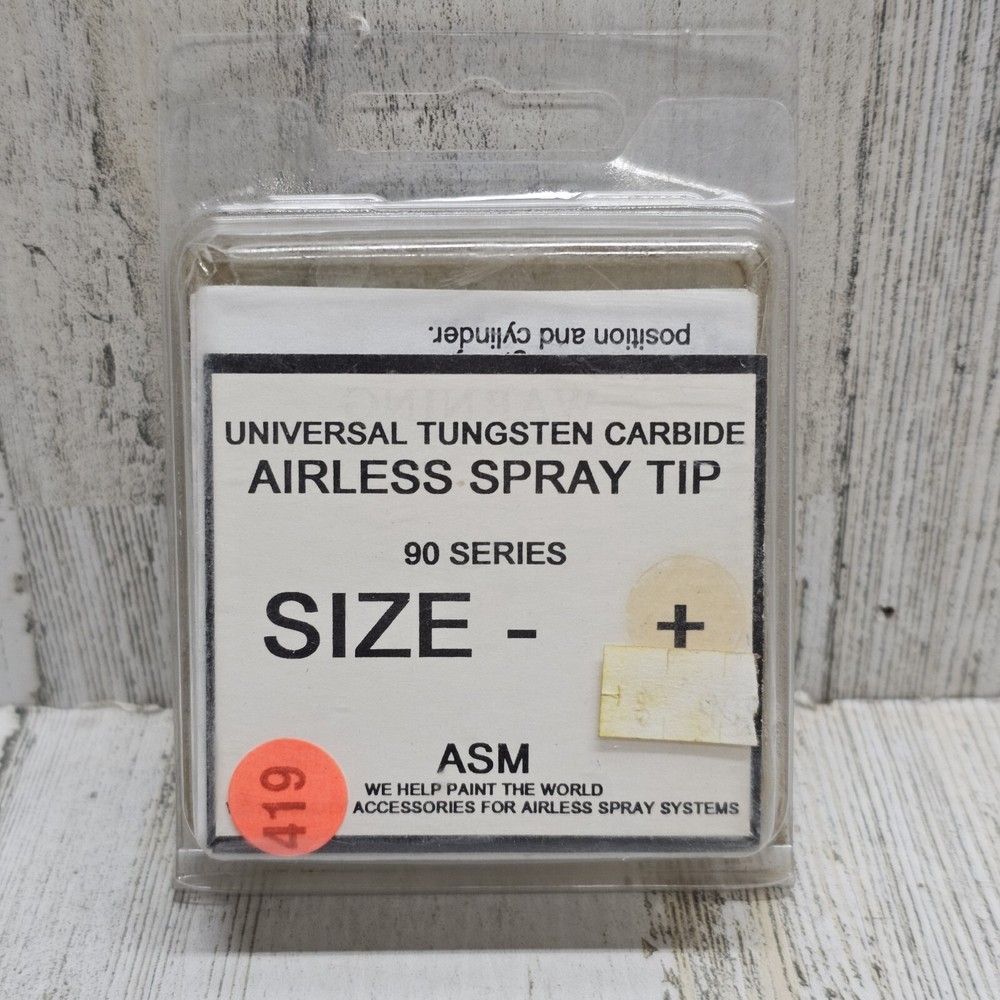 position and cylinder.
WARNING
UNIVERSAL TUNGSTEN CARBIDE
AIRLESS SPRAY TIP
90 SERIES
SIZE - +
ASM
WE HELP PAINT THE WORLD
ACCESSORIES FOR AIRLESS SPRAY SYSTEMS
419